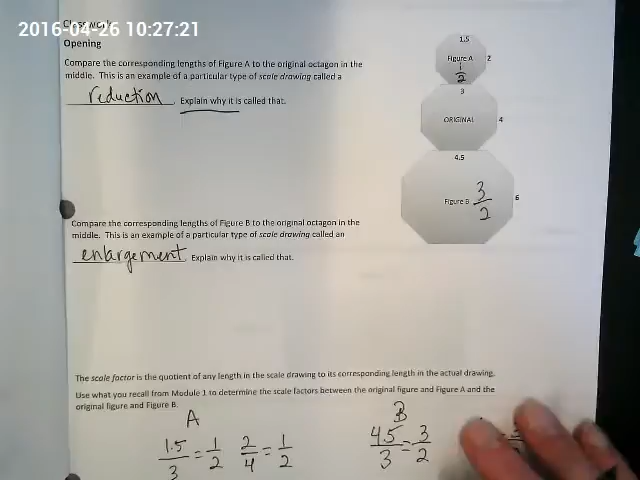 Classwork
2016-04-26 10:27:21
Opening
Compare the corresponding lengths of Figure A to the original octagon in the
middle. This is an example of a particular type of scale drawing called a
reduction. Explain why it is called that.
1.5
Figure A 2
1/2
3
ORIGINAL 4
4.5
Figure B 3/2 6
Compare the corresponding lengths of Figure B to the original octagon in the
middle. This is an example of a particular type of scale drawing called an
enlargement. Explain why it is called that.
The scale factor is the quotient of any length in the scale drawing to its corresponding length in the actual drawing.
Use what you recall from Module 1 to determine the scale factors between the original figure and Figure A and the
original figure and Figure B.
A B
1.5/3 = 1/2 2/4 = 1/2 4.5/3 = 3/2